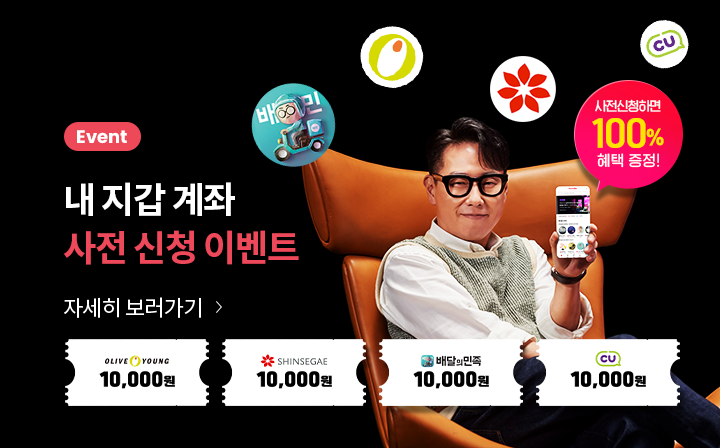 CU
배민
사전신청하면
100%
혜택 증정!
Event
내 지갑 계좌
사전 신청 이벤트
자세히 보러가기
OLIVE YOUNG
10,000원
SHINSEGAE
10,000원
배달의민족
10,000원
CU
10,000원